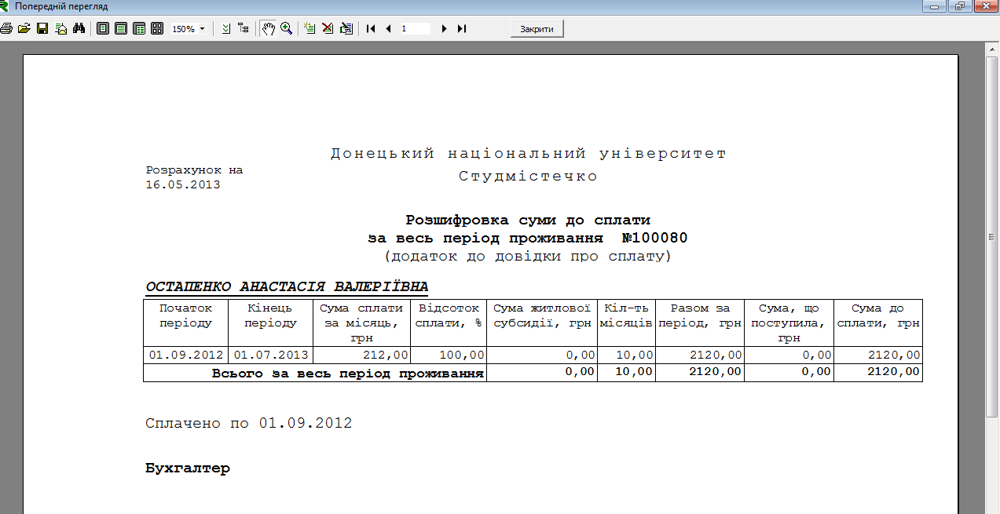 Попередній перегляд
150%
1
Закрити
Донецький національний університет
Розрахунок на
16.05.2013
Студмістечко
Розшифровка суми до сплати
за весь період проживання №100080
(додаток до довідки про сплату)
ОСТАПЕНКО АНАСТАСІЯ ВАЛЕРІЇВНА
Початок Кінець Сума сплати Відсоток Сума житлової Кіл-ть Разом за Сума, що Сума до
періоду періоду за місяць, сплати, % субсидії, грн місяців період, грн поступила, сплати, грн
грн грн
01.09.2012 01.07.2013 212,00 100,00 0,00 10,00 2120,00 0,00 2120,00
Всього за весь період проживання 0,00 10,00 2120,00 0,00 2120,00
Сплачено по 01.09.2012
Бухгалтер